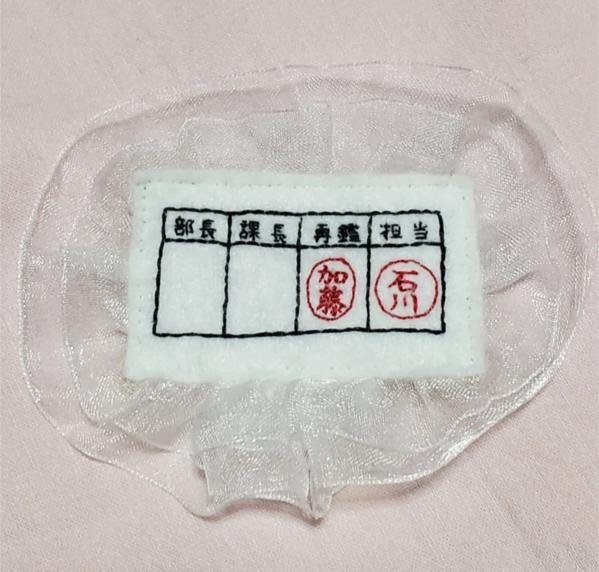 部長 課長 再鑑 担当
加藤 石川